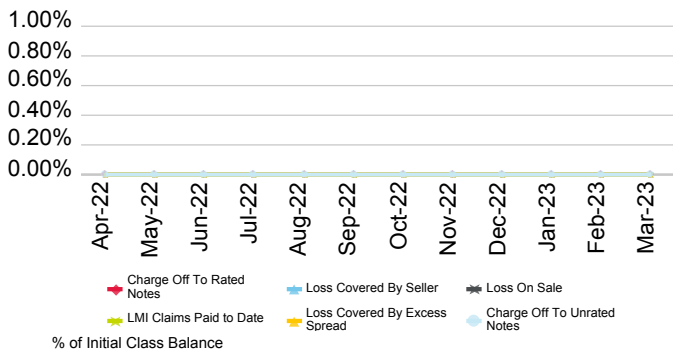 1.00%
0.80%
0.60%
0.40%
0.20%
0.00%
Apr-22
May-22
Jun-22
Jul-22
Aug-22
Sep-22
Oct-22
Nov-22
Dec-22
Jan-23
Feb-23
Mar-23
Charge Off To Rated
Notes
Loss Covered By Seller
Loss On Sale
LMI Claims Paid to Date
Loss Covered By Excess
Spread
Charge Off To Unrated
Notes
% of Initial Class Balance